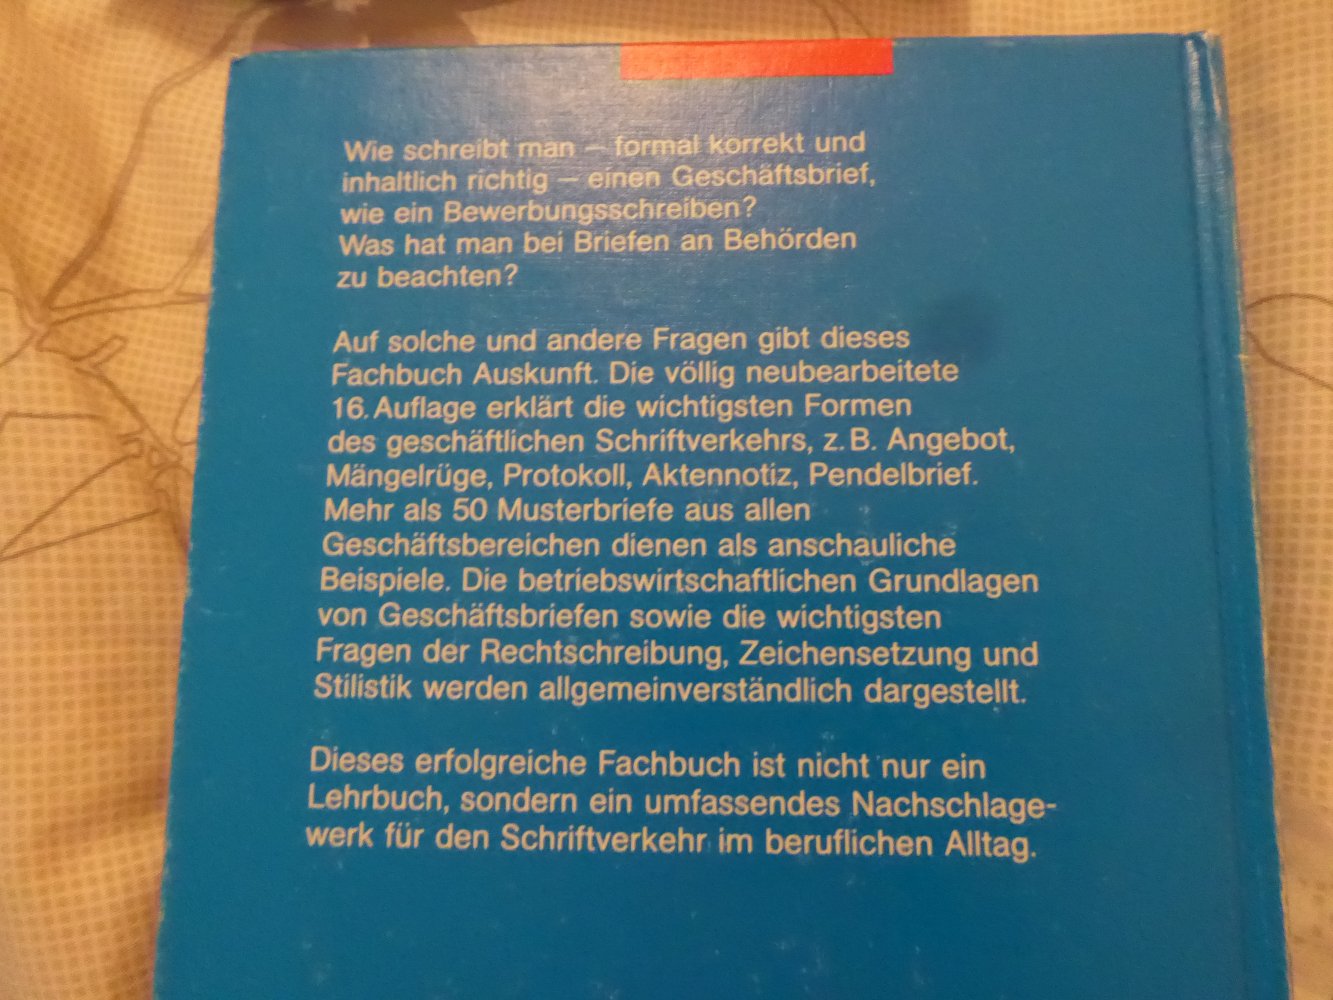 Wie schreibt man – formal korrekt und
inhaltlich richtig – einen Geschäftsbrief,
wie ein Bewerbungsschreiben?
Was hat man bei Briefen an Behörden
zu beachten?
Auf solche und andere Fragen gibt dieses
Fachbuch Auskunft. Die völlig neubearbeitete
16. Auflage erklärt die wichtigsten Formen
des geschäftlichen Schriftverkehrs, z. B. Angebot,
Mängelrüge, Protokoll, Aktennotiz, Pendelbrief.
Mehr als 50 Musterbriefe aus allen
Geschäftsbereichen dienen als anschauliche
Beispiele. Die betriebswirtschaftlichen Grundlagen
von Geschäftsbriefen sowie die wichtigsten
Fragen der Rechtschreibung, Zeichensetzung und
Stilistik werden allgemeinverständlich dargestellt.
Dieses erfolgreiche Fachbuch ist nicht nur ein
Lehrbuch, sondern ein umfassendes Nachschlage-
werk für den Schriftverkehr im beruflichen Alltag.